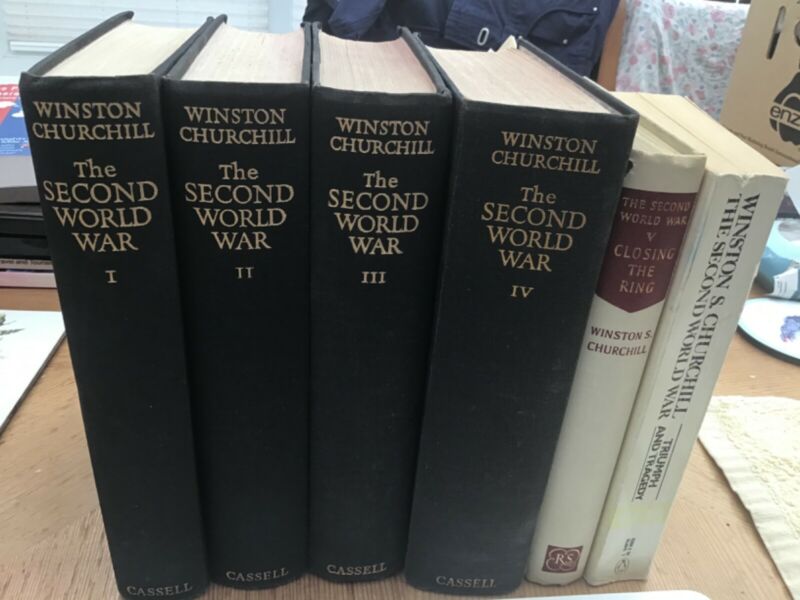 WINSTON
CHURCHILL
The
SECOND
WORLD
WAR
I
CASSELL
WINSTON
CHURCHILL
The
SECOND
WORLD
WAR
II
CASSELL
WINSTON
CHURCHILL
The
SECOND
WORLD
WAR
III
CASSELL
WINSTON
CHURCHILL
The
SECOND
WORLD
WAR
IV
CASSELL
THE SECOND
WORLD WAR
V
CLOSING
THE
RING
WINSTON S.
CHURCHILL
RS
WINSTON S. CHURCHILL
THE SECOND WORLD WAR
TRIUMPH
AND TRAGEDY
enz